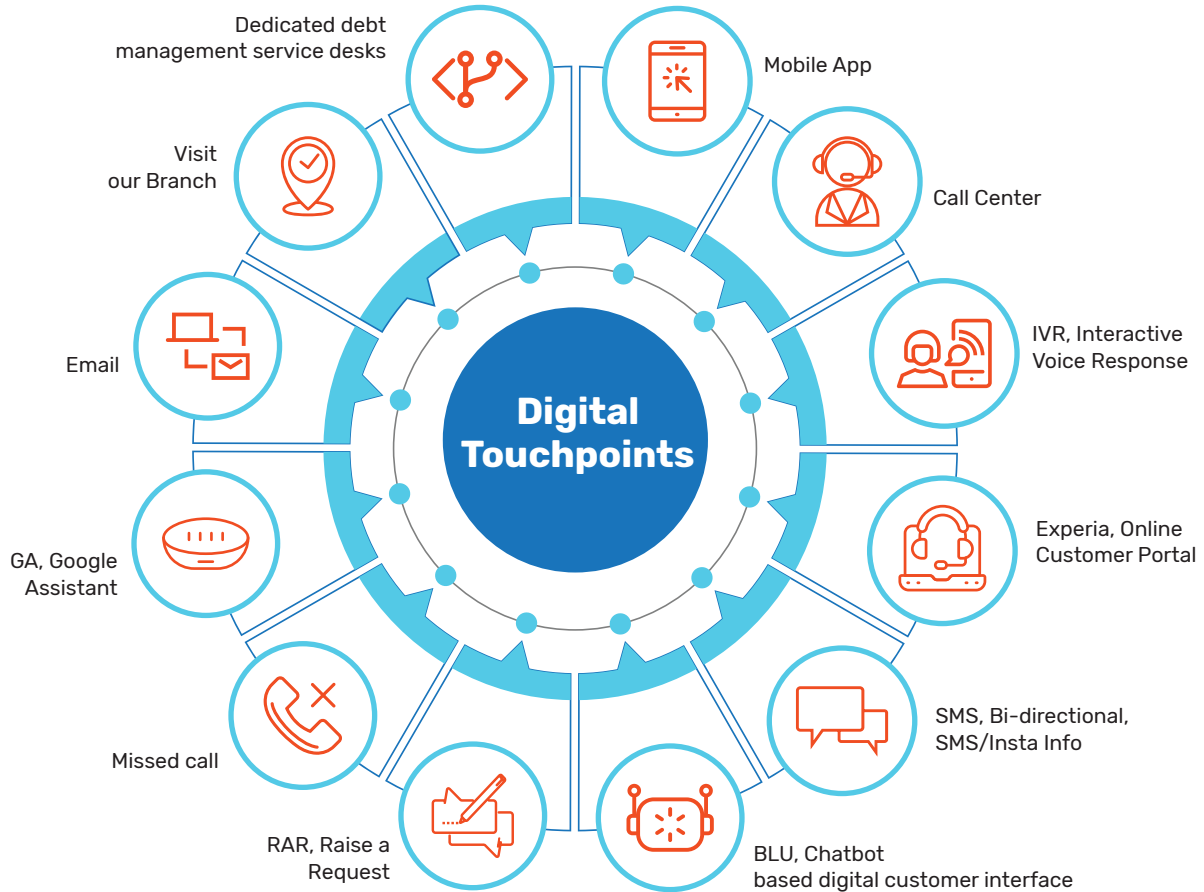 Dedicated debt
management service desks
Mobile App
Visit
our Branch
Call Center
Email
IVR, Interactive
Voice Response
Digital
Touchpoints
GA, Google
Assistant
Experia, Online
Customer Portal
Missed call
SMS, Bi-directional,
SMS/Insta Info
RAR, Raise a
Request
BLU, Chatbot
based digital customer interface